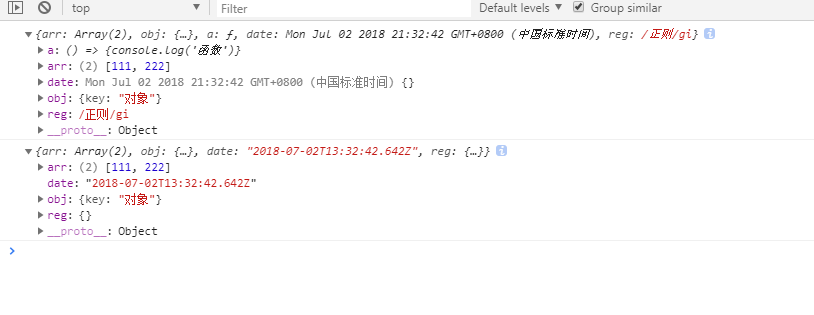 top Filter Default levels Group similar
{arr: Array(2), obj: {…}, a: ƒ, date: Mon Jul 02 2018 21:32:42 GMT+0800 (中国标准时间), reg: /正则/gi}
a: () => {console.log('函数')}
arr: (2) [111, 222]
date: Mon Jul 02 2018 21:32:42 GMT+0800 (中国标准时间) {}
obj: {key: "对象"}
reg: /正则/gi
__proto__: Object
{arr: Array(2), obj: {…}, date: "2018-07-02T13:32:42.642Z", reg: {…}}
arr: (2) [111, 222]
date: "2018-07-02T13:32:42.642Z"
obj: {key: "对象"}
reg: {}
__proto__: Object